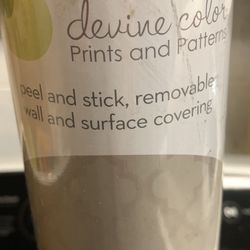 devine color
Prints and Patterns
peel and stick, removable
wall and surface covering